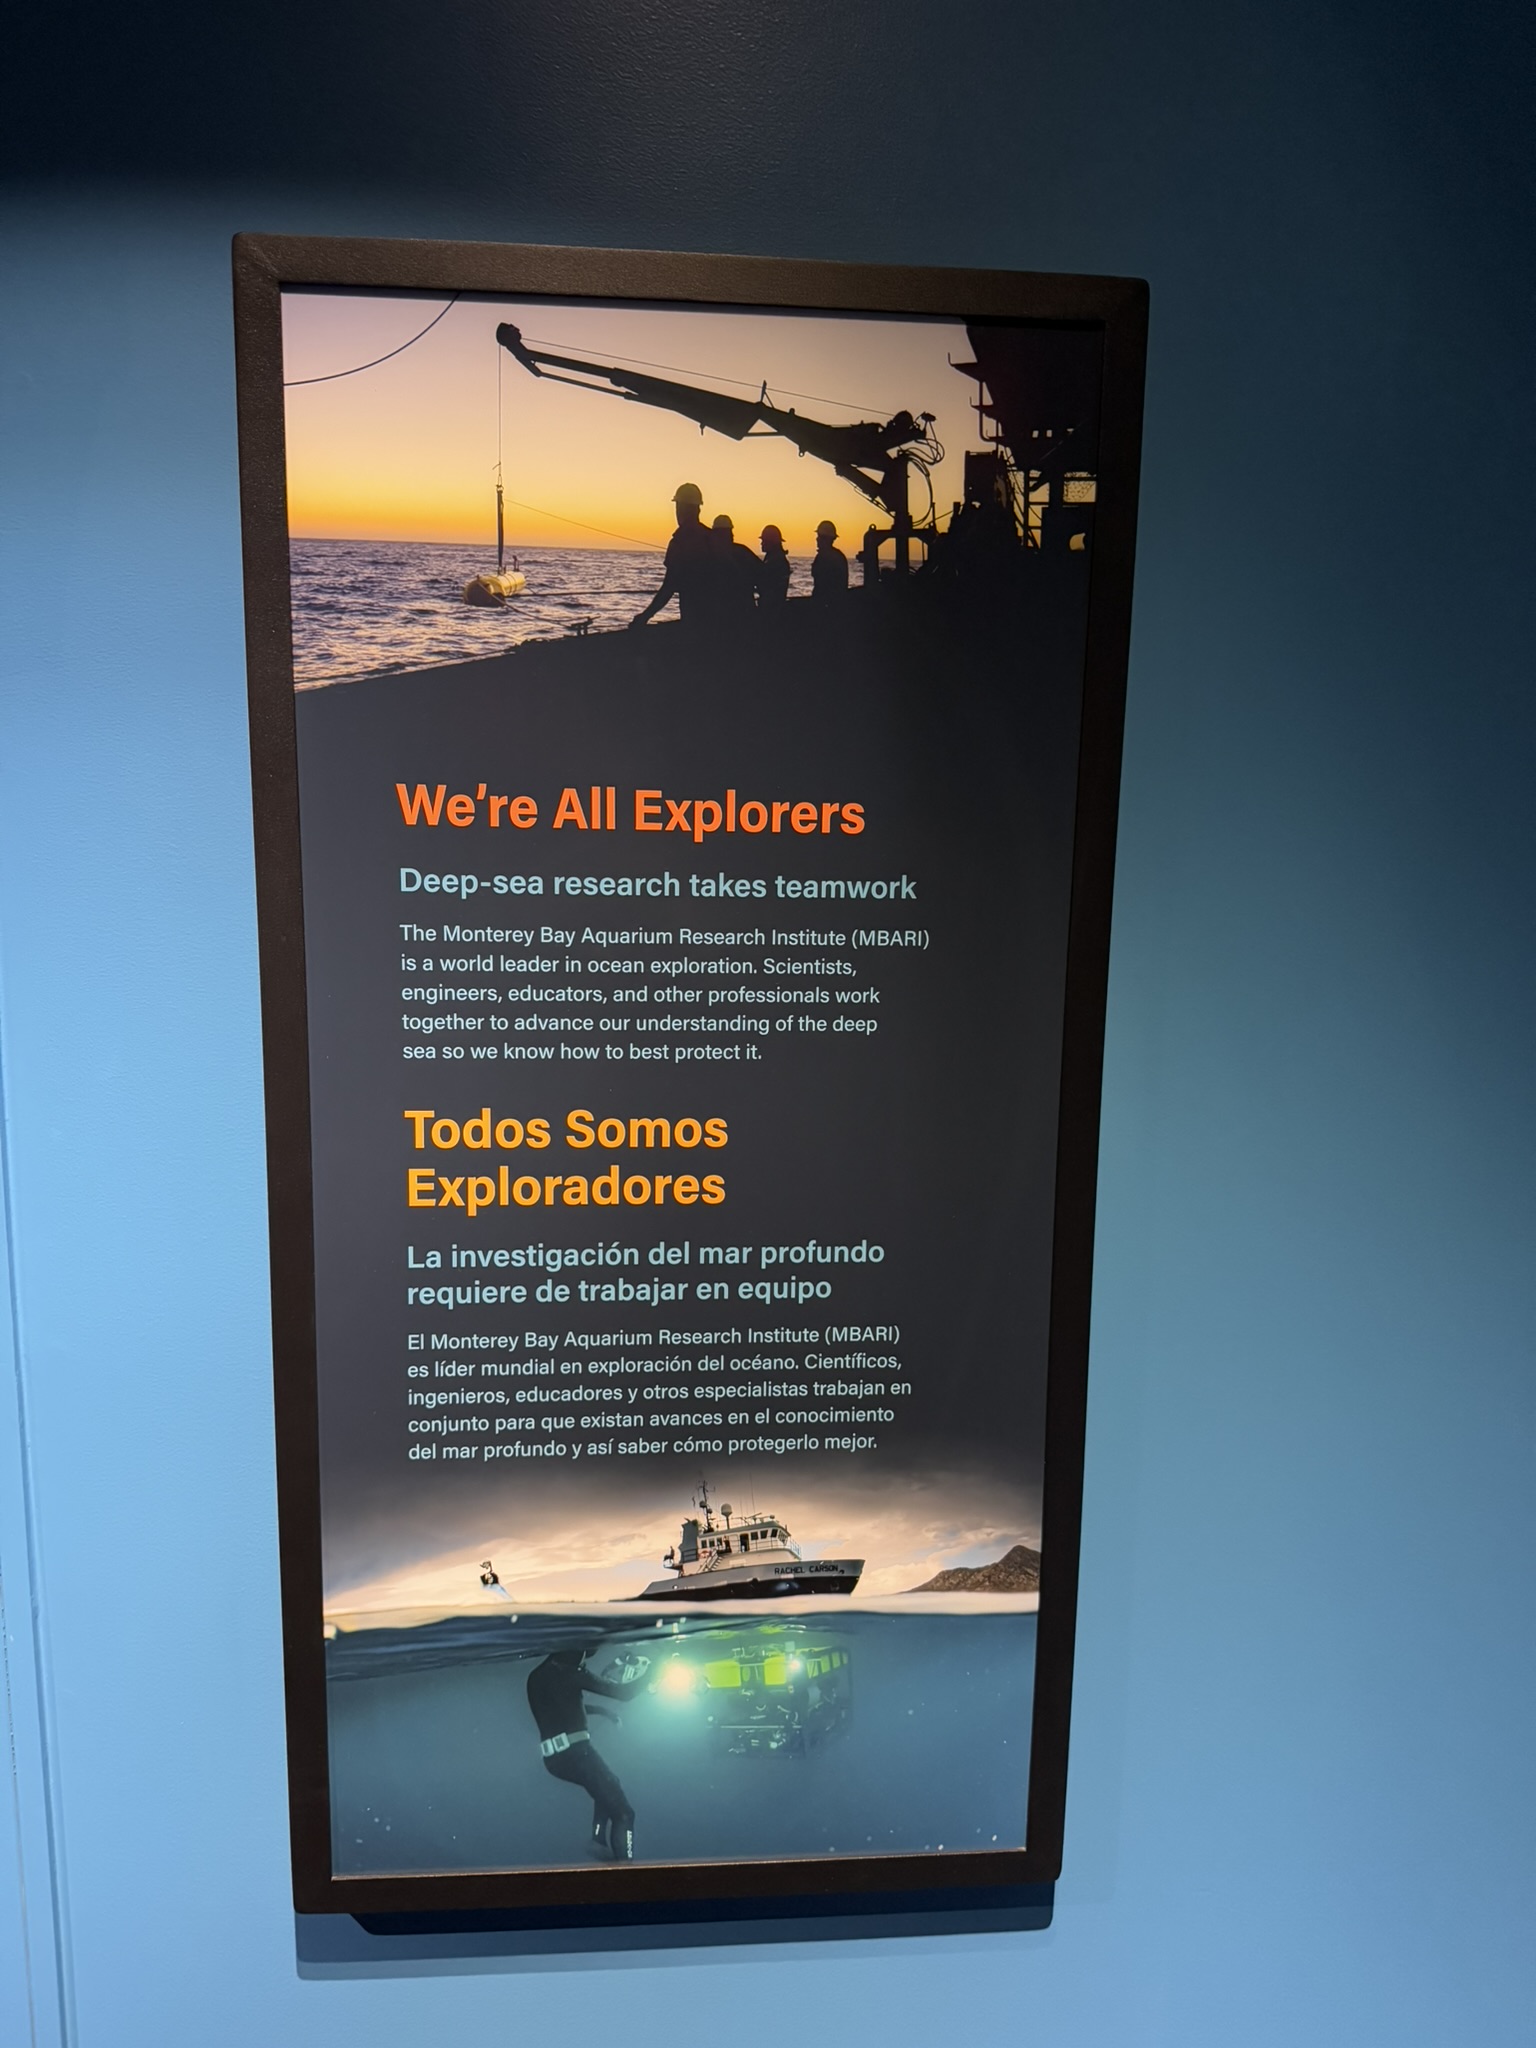 We're All Explorers
Deep-sea research takes teamwork
The Monterey Bay Aquarium Research Institute (MBARI)
is a world leader in ocean exploration. Scientists,
engineers, educators, and other professionals work
together to advance our understanding of the deep
sea so we know how to best protect it.
Todos Somos
Exploradores
La investigación del mar profundo
requiere de trabajar en equipo
El Monterey Bay Aquarium Research Institute (MBARI)
es líder mundial en exploración del océano. Científicos,
ingenieros, educadores y otros especialistas trabajan en
conjunto para que existan avances en el conocimiento
del mar profundo y así saber cómo protegerlo mejor.
RACHEL CARSON